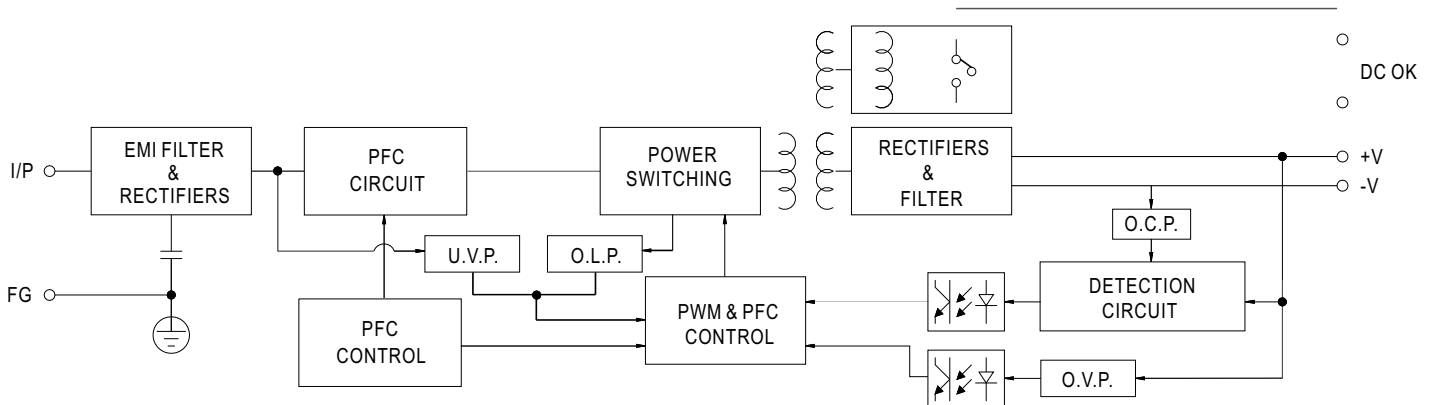 DC OK
I/P
EMI FILTER
&
RECTIFIERS
PFC
CIRCUIT
POWER
SWITCHING
RECTIFIERS
&
FILTER
+V
-V
O.C.P.
U.V.P.
O.L.P.
FG
DETECTION
CIRCUIT
PFC
CONTROL
PWM & PFC
CONTROL
O.V.P.